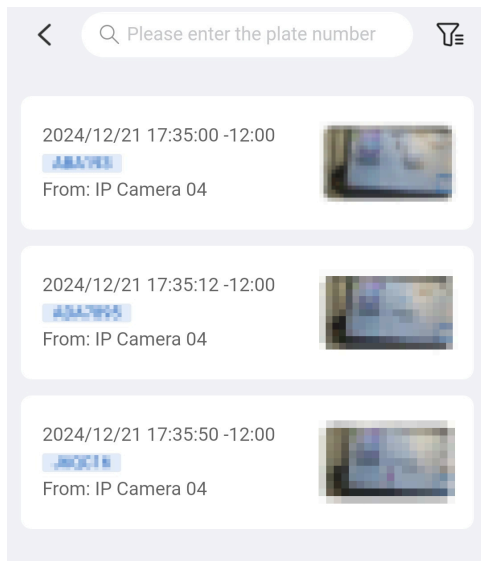 Please enter the plate number
2024/12/21 17:35:00 -12:00
From: IP Camera 04
2024/12/21 17:35:12 -12:00
From: IP Camera 04
2024/12/21 17:35:50 -12:00
From: IP Camera 04